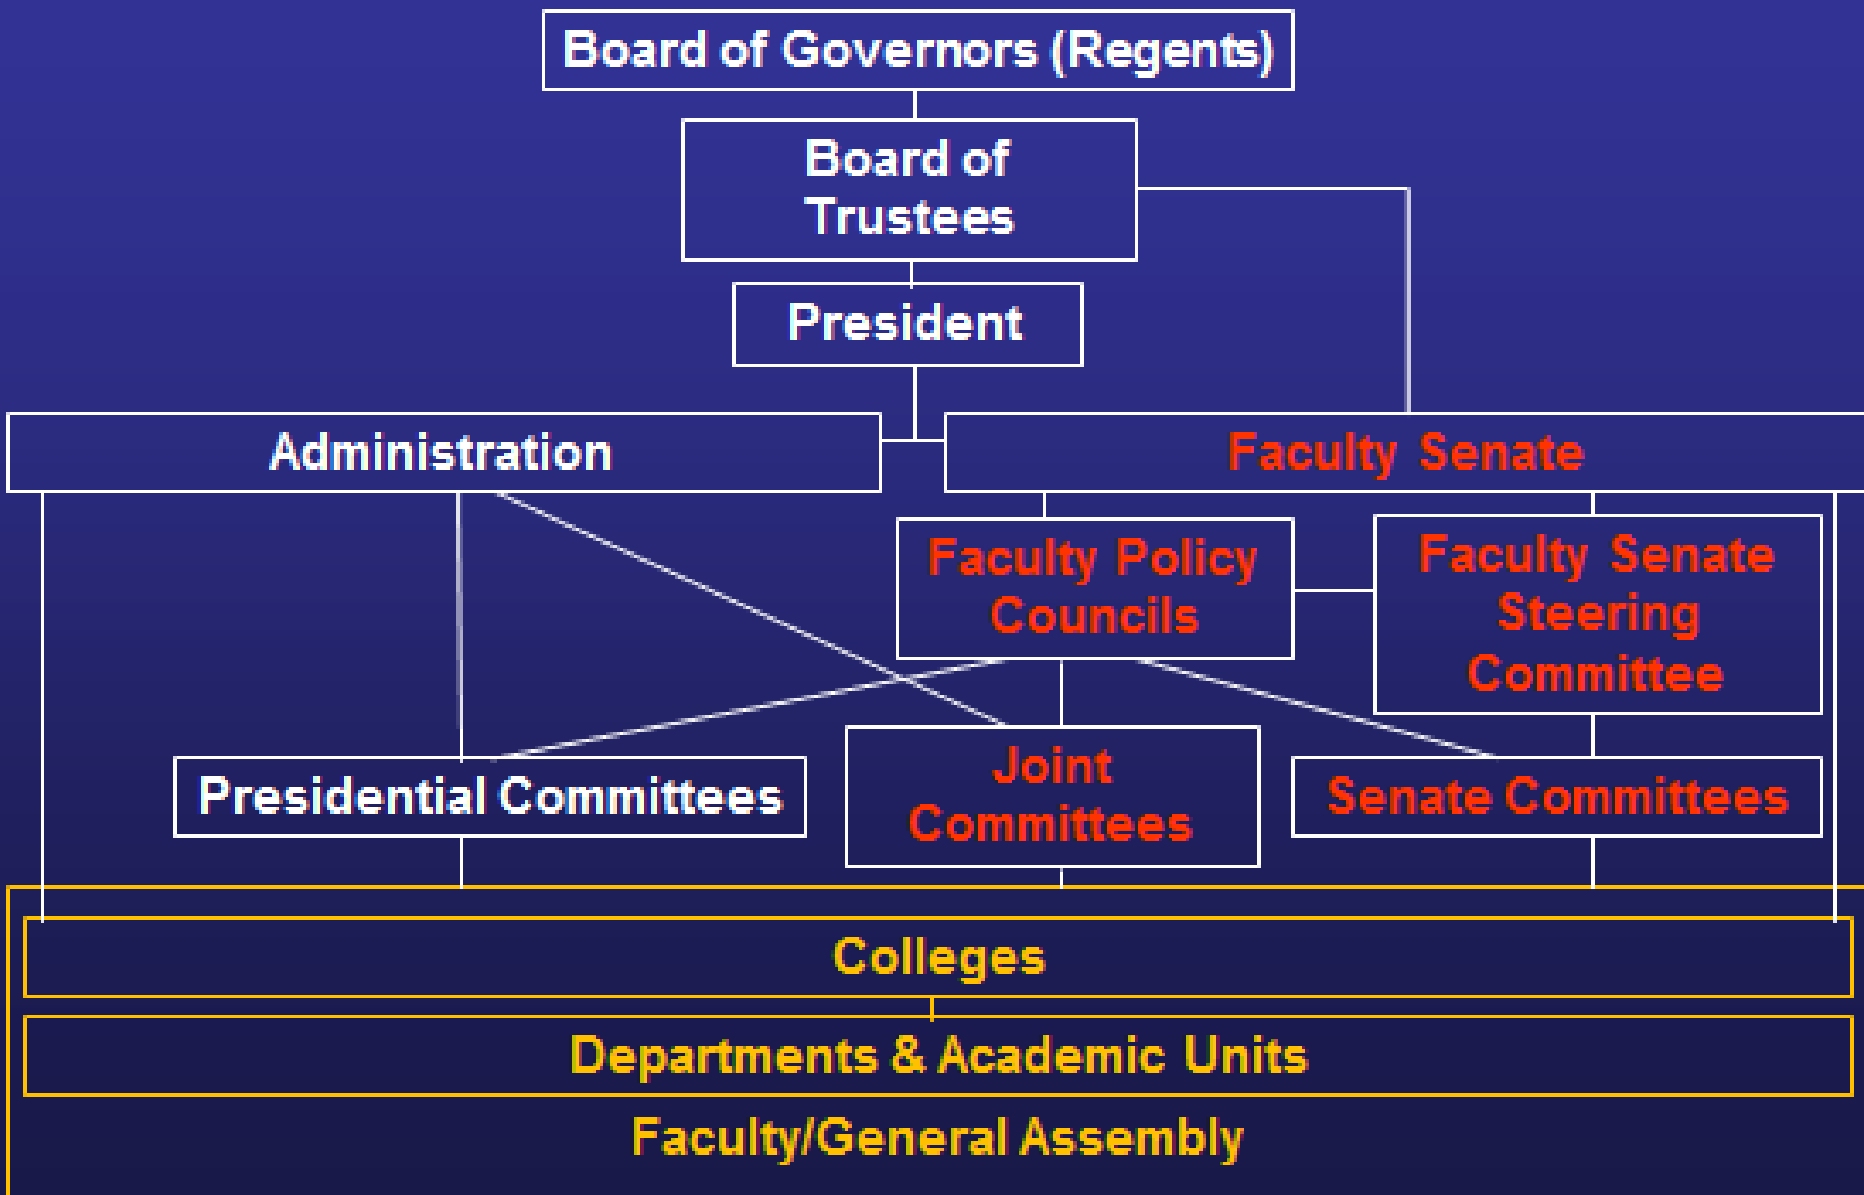 Board of Governors (Regents)
Board of
Trustees
President
Administration
Faculty Senate
Faculty Policy
Councils
Faculty Senate
Steering
Committee
Presidential Committees
Joint
Committees
Senate Committees
Colleges
Departments & Academic Units
Faculty/General Assembly